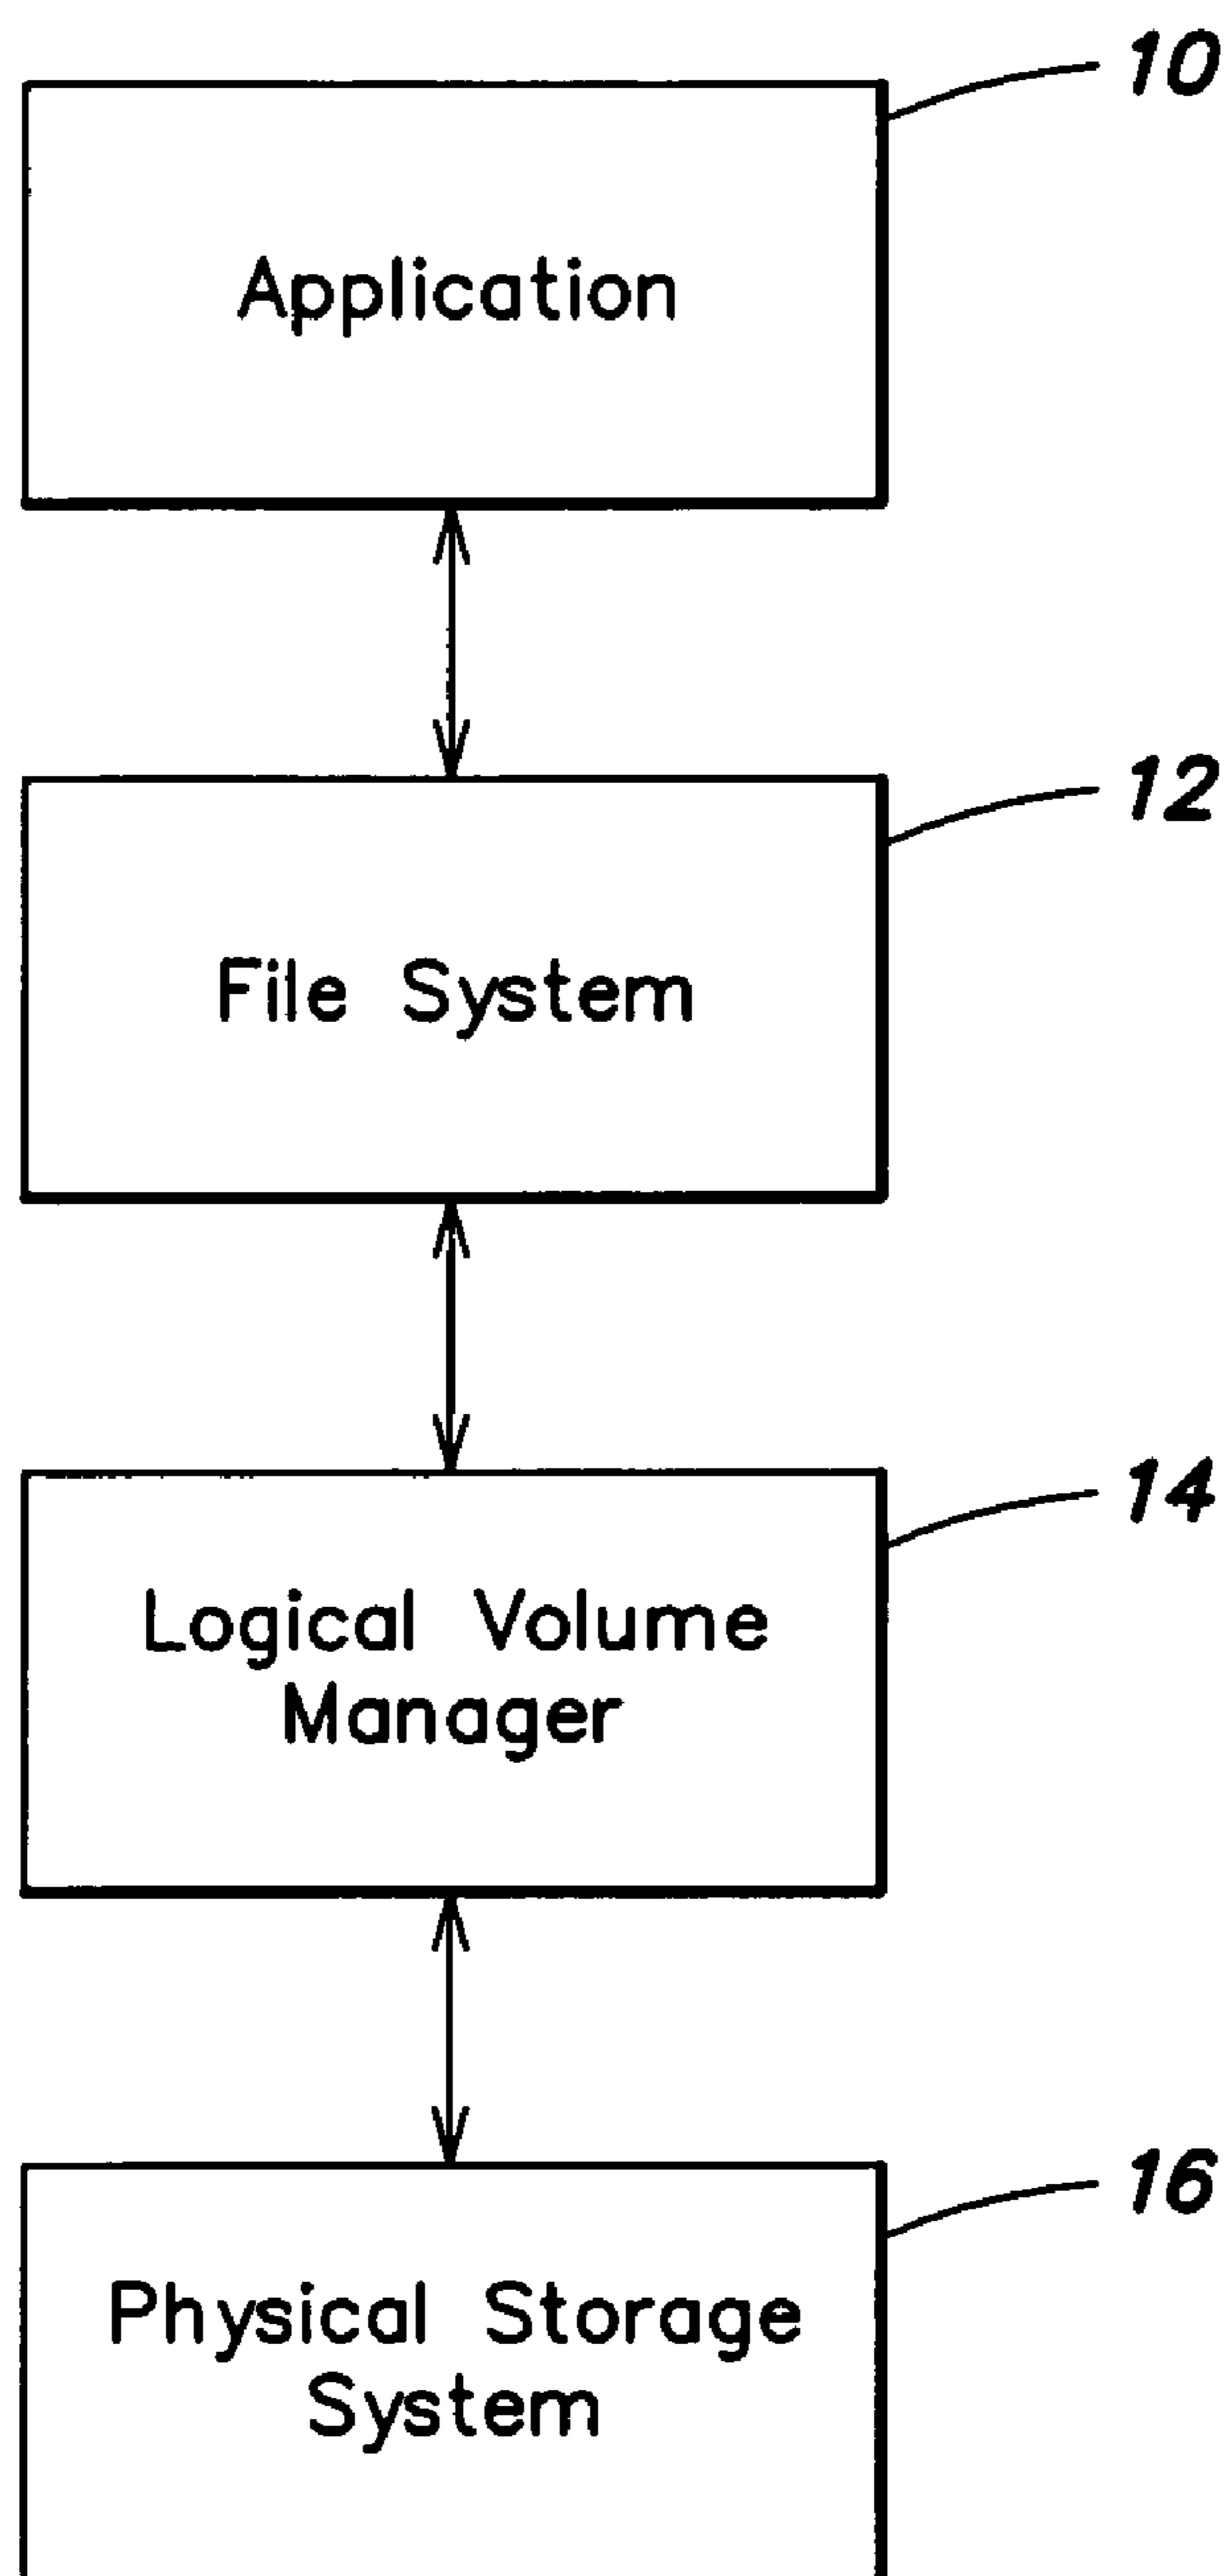 10
Application
12
File System
14
Logical Volume
Manager
16
Physical Storage
System